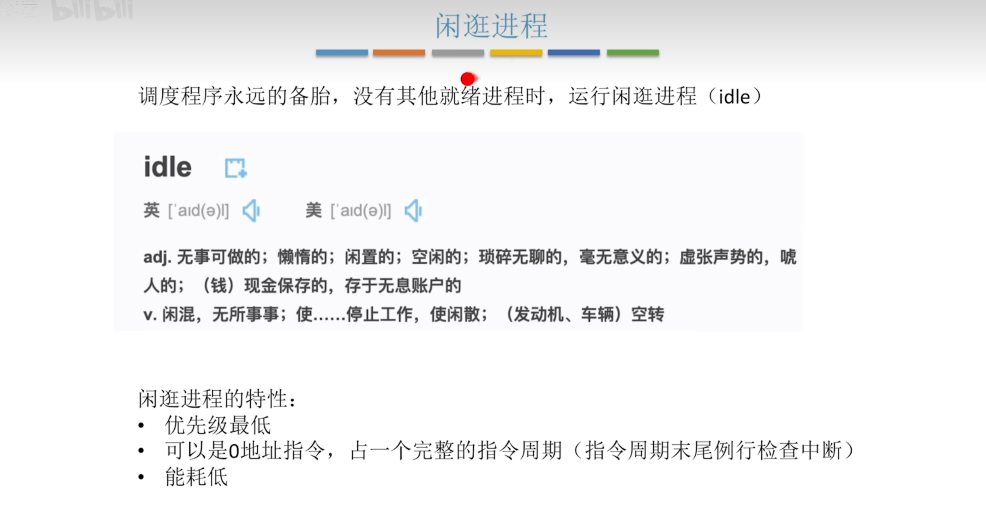 bilibili
闲逛进程
调度程序永远的备胎，没有其他就绪进程时，运行闲逛进程（idle）
idle
英 [ˈaɪd(ə)l] 美 [ˈaɪd(ə)l]
adj. 无事可做的；懒惰的；闲置的；空闲的；琐碎无聊的，毫无意义的；虚张声势的，唬
人的；（钱）现金保存的，存于无息账户的
v. 闲混，无所事事；使……停止工作，使闲散；（发动机、车辆）空转
闲逛进程的特性：
• 优先级最低
• 可以是0地址指令，占一个完整的指令周期（指令周期末尾例行检查中断）
• 能耗低